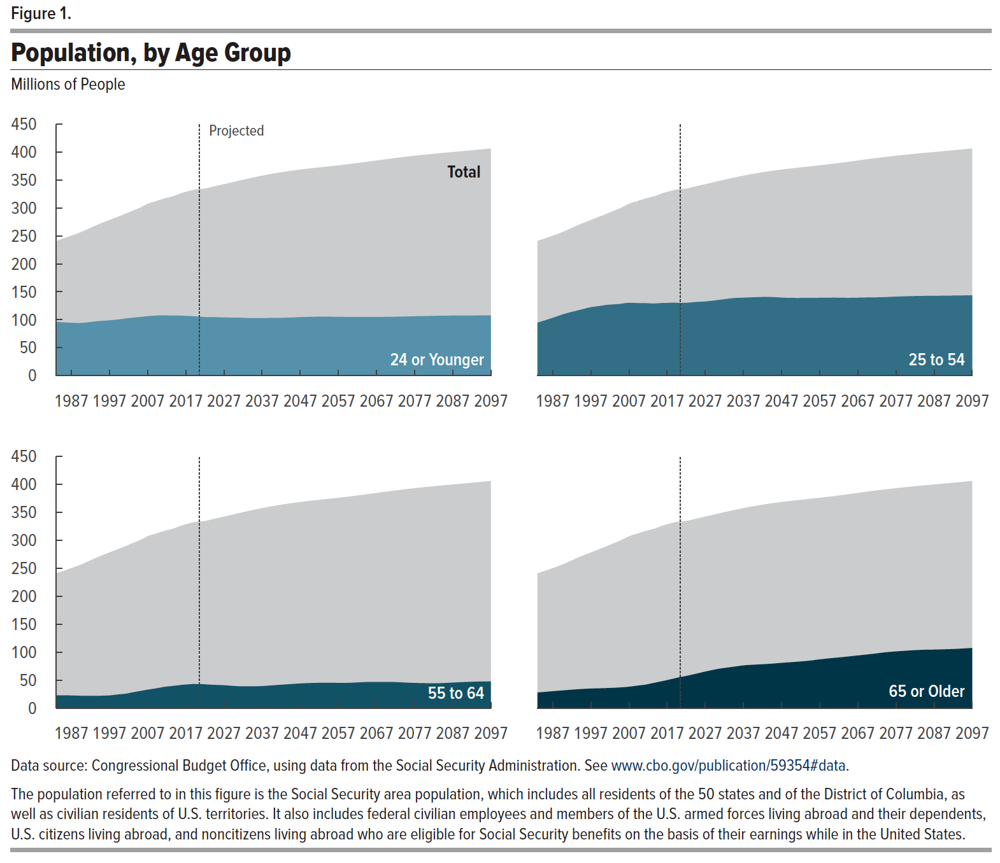 Figure 1.
Population, by Age Group
Millions of People
450
400
350
300
250
200
150
100
50
0
Projected
Total
24 or Younger
1987 1997 2007 2017 2027 2037 2047 2057 2067 2077 2087 2097
25 to 54
1987 1997 2007 2017 2027 2037 2047 2057 2067 2077 2087 2097
450
400
350
300
250
200
150
100
50
0
55 to 64
1987 1997 2007 2017 2027 2037 2047 2057 2067 2077 2087 2097
65 or Older
1987 1997 2007 2017 2027 2037 2047 2057 2067 2077 2087 2097
Data source: Congressional Budget Office, using data from the Social Security Administration. See www.cbo.gov/publication/59354#data.
The population referred to in this figure is the Social Security area population, which includes all residents of the 50 states and of the District of Columbia, as
well as civilian residents of U.S. territories. It also includes federal civilian employees and members of the U.S. armed forces living abroad and their dependents,
U.S. citizens living abroad, and noncitizens living abroad who are eligible for Social Security benefits on the basis of their earnings while in the United States.